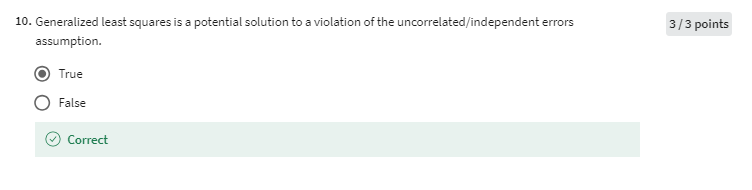 10. Generalized least squares is a potential solution to a violation of the uncorrelated/independent errors
assumption.
3 / 3 points
True
False
Correct